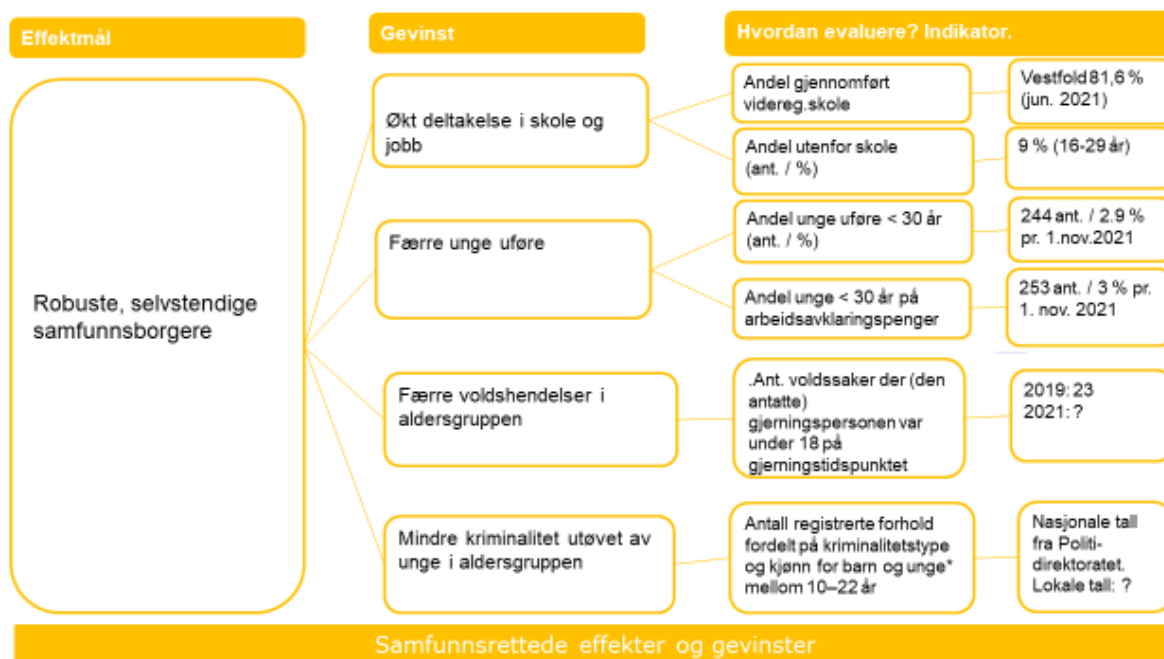 Effektmål
Gevinst
Hvordan evaluere? Indikator.
Robuste, selvstendige
samfunnsborgere
Økt deltakelse i skole og
jobb
Andel gjennomført
videreg.skole
Vestfold 81,6 %
(jun. 2021)
Andel utenfor skole
(ant. / %)
9 % (16-29 år)
Færre unge uføre
Andel unge uføre < 30 år
(ant. / %)
244 ant. / 2.9 %
pr. 1.nov.2021
Andel unge < 30 år på
arbeidsavklaringspenger
253 ant. / 3 % pr.
1. nov. 2021
Færre voldshendelser i
aldersgruppen
.Ant. voldssaker der (den
antatte)
gjerningspersonen var
under 18 på
gjerningstidspunktet
2019: 23
2021: ?
Mindre kriminalitet utøvet av
unge i aldersgruppen
Antall registrerte forhold
fordelt på kriminalitetstype
og kjønn for barn og unge*
mellom 10–22 år
Nasjonale tall
fra Politi-
direktoratet.
Lokale tall: ?
Samfunnsrettede effekter og gevinster